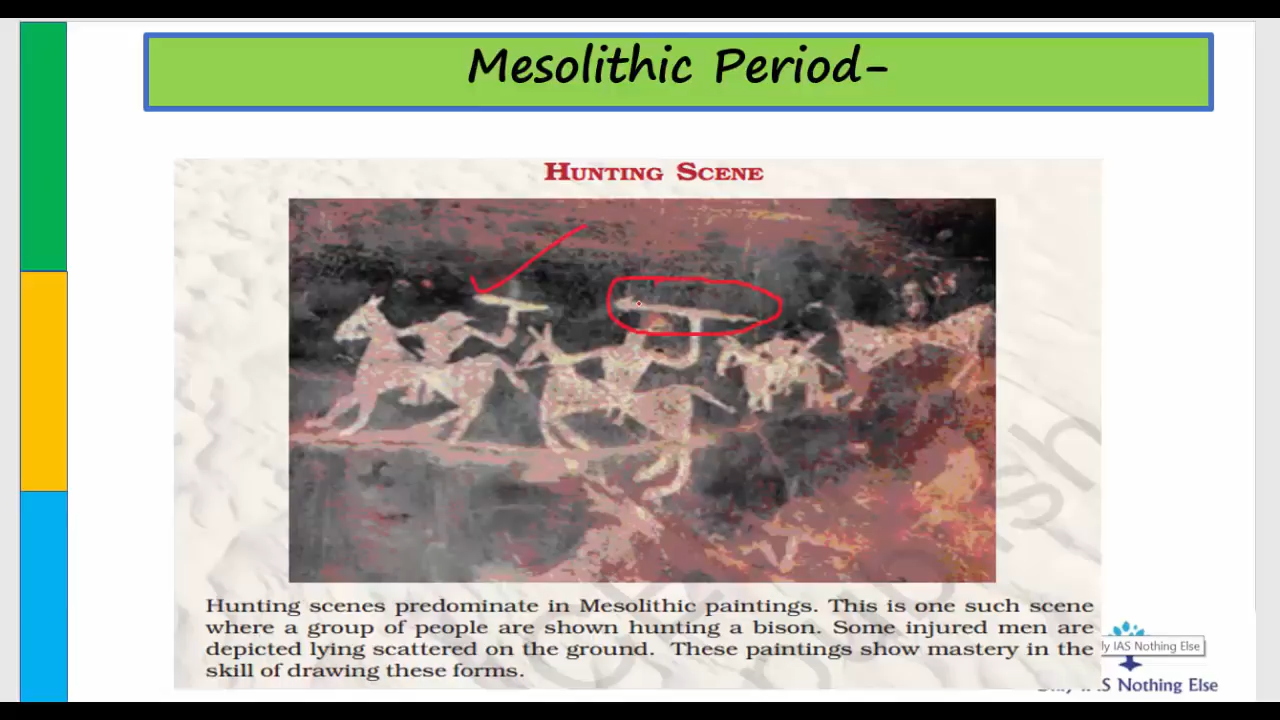 Mesolithic Period-
HUNTING SCENE
Hunting scenes predominate in Mesolithic paintings. This is one such scene
where a group of people are shown hunting a bison. Some injured men are
depicted lying scattered on the ground. These paintings show mastery in the
skill of drawing these forms.
ly IAS Nothing Else
IAS Nothing Else